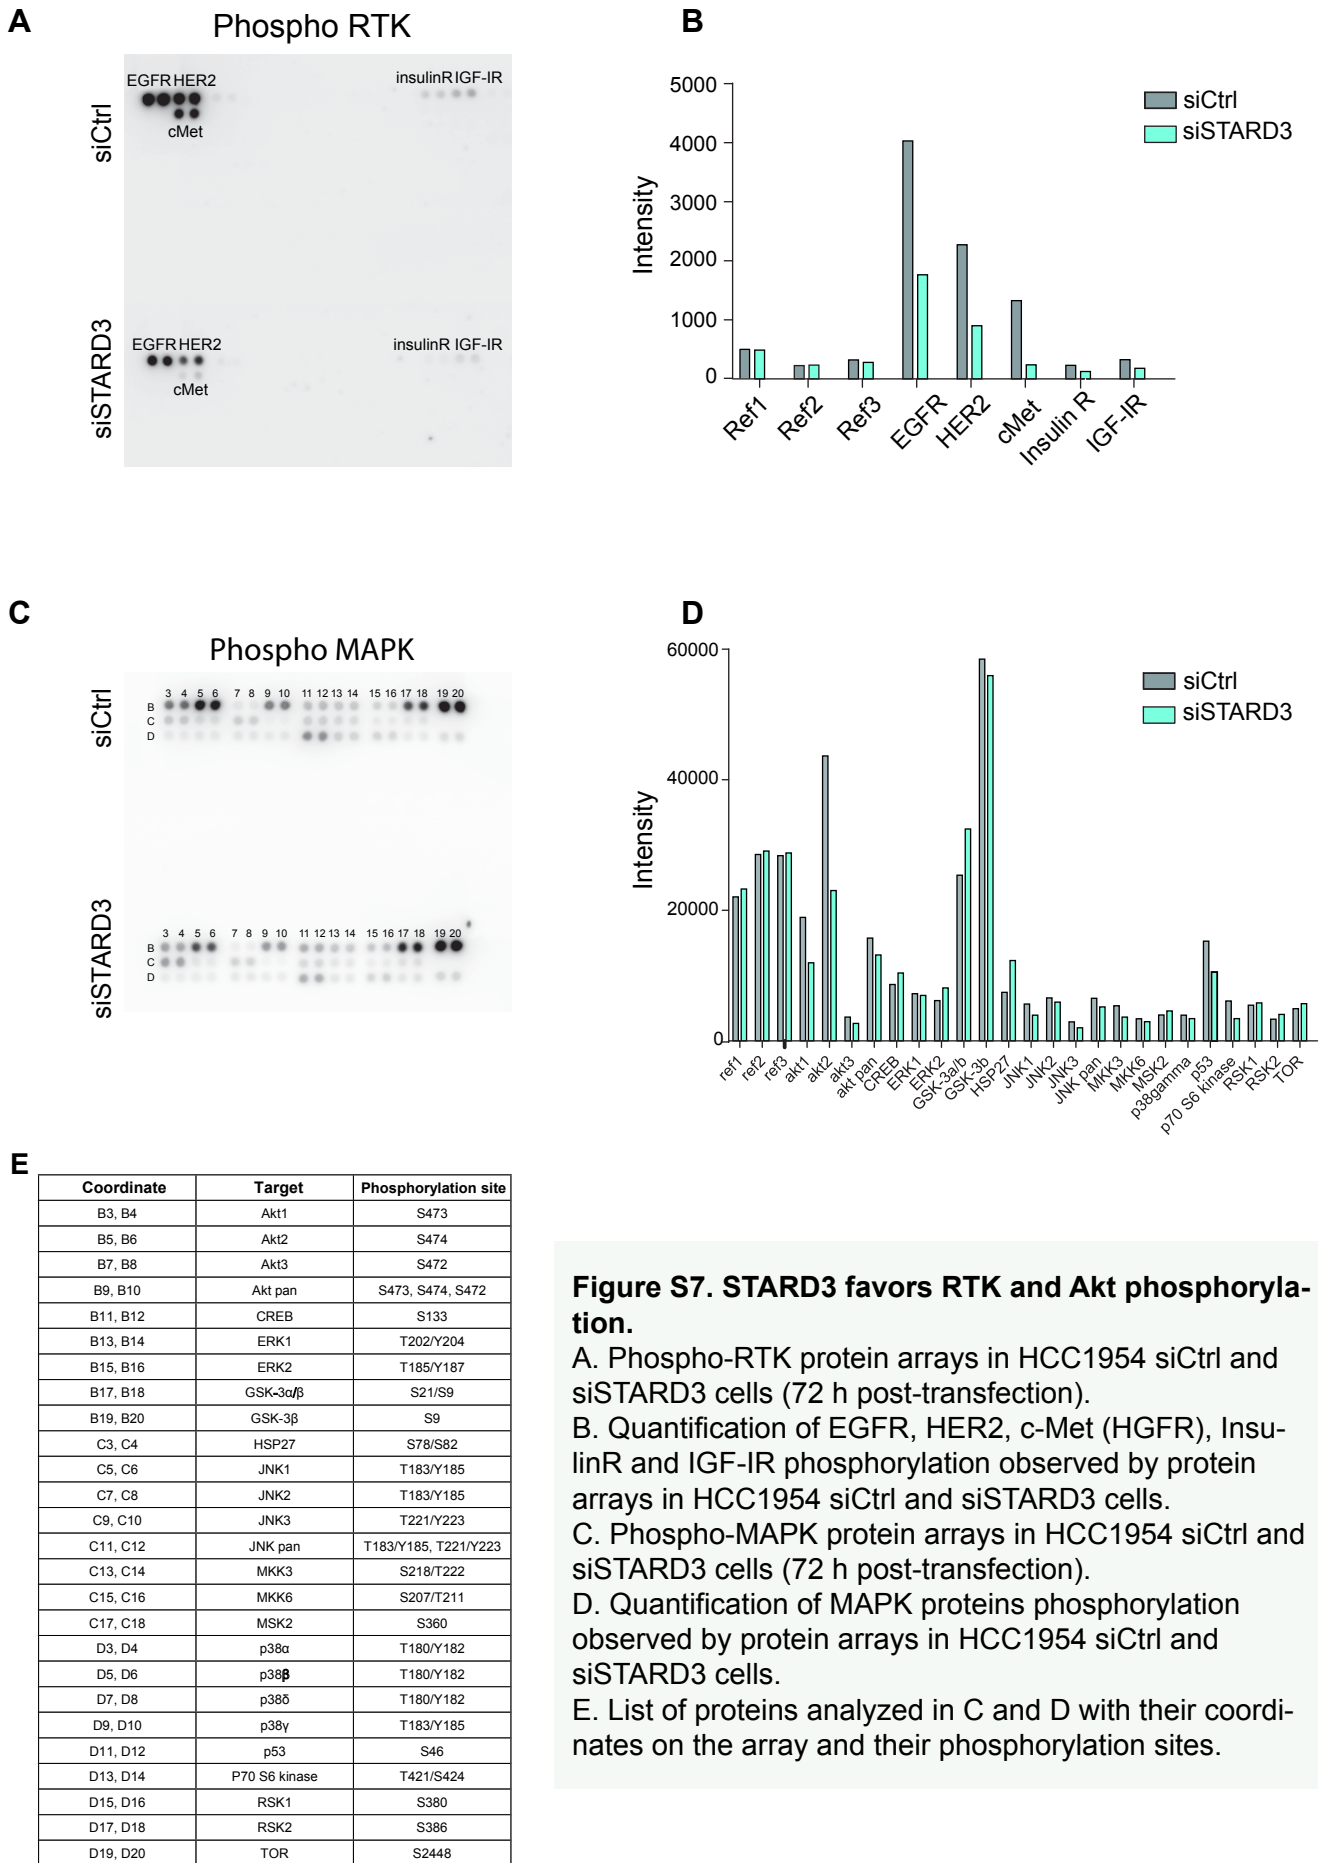 A
Phospho RTK
siCtrl
EGFR HER2
cMet
insulinR IGF-IR
siSTARD3
EGFR HER2
cMet
insulinR IGF-IR
B
Intensity
5000
4000
3000
2000
1000
0
siCtrl
siSTARD3
Ref1
Ref2
Ref3
EGFR
HER2
cMet
Insulin R
IGF-IR
C
Phospho MAPK
siCtrl
3 4 5 6 7 8 9 10 11 12 13 14 15 16 17 18 19 20
B
C
D
siSTARD3
3 4 5 6 7 8 9 10 11 12 13 14 15 16 17 18 19 20
B
C
D
D
Intensity
60000
40000
20000
0
siCtrl
siSTARD3
ref1
ref2
ref3
akt1
akt2
akt3
akt pan
CREB
ERK1
ERK2
GSK-3a/b
GSK-3b
HSP27
JNK1
JNK2
JNK3
JNK pan
MKK3
MKK6
MSK2
p38gamma
p53
p70 S6 kinase
RSK1
RSK2
TOR
E
Coordinate Target Phosphorylation site
B3, B4 Akt1 S473
B5, B6 Akt2 S474
B7, B8 Akt3 S472
B9, B10 Akt pan S473, S474, S472
B11, B12 CREB S133
B13, B14 ERK1 T202/Y204
B15, B16 ERK2 T185/Y187
B17, B18 GSK-3α/β S21/S9
B19, B20 GSK-3β S9
C3, C4 HSP27 S78/S82
C5, C6 JNK1 T183/Y185
C7, C8 JNK2 T183/Y185
C9, C10 JNK3 T221/Y223
C11, C12 JNK pan T183/Y185, T221/Y223
C13, C14 MKK3 S218/T222
C15, C16 MKK6 S207/T211
C17, C18 MSK2 S360
D3, D4 p38α T180/Y182
D5, D6 p38β T180/Y182
D7, D8 p38δ T180/Y182
D9, D10 p38γ T183/Y185
D11, D12 p53 S46
D13, D14 P70 S6 kinase T421/S424
D15, D16 RSK1 S380
D17, D18 RSK2 S386
D19, D20 TOR S2448
Figure S7. STARD3 favors RTK and Akt phosphoryla-
tion.
A. Phospho-RTK protein arrays in HCC1954 siCtrl and
siSTARD3 cells (72 h post-transfection).
B. Quantification of EGFR, HER2, c-Met (HGFR), Insu-
linR and IGF-IR phosphorylation observed by protein
arrays in HCC1954 siCtrl and siSTARD3 cells.
C. Phospho-MAPK protein arrays in HCC1954 siCtrl and
siSTARD3 cells (72 h post-transfection).
D. Quantification of MAPK proteins phosphorylation
observed by protein arrays in HCC1954 siCtrl and
siSTARD3 cells.
E. List of proteins analyzed in C and D with their coordi-
nates on the array and their phosphorylation sites.